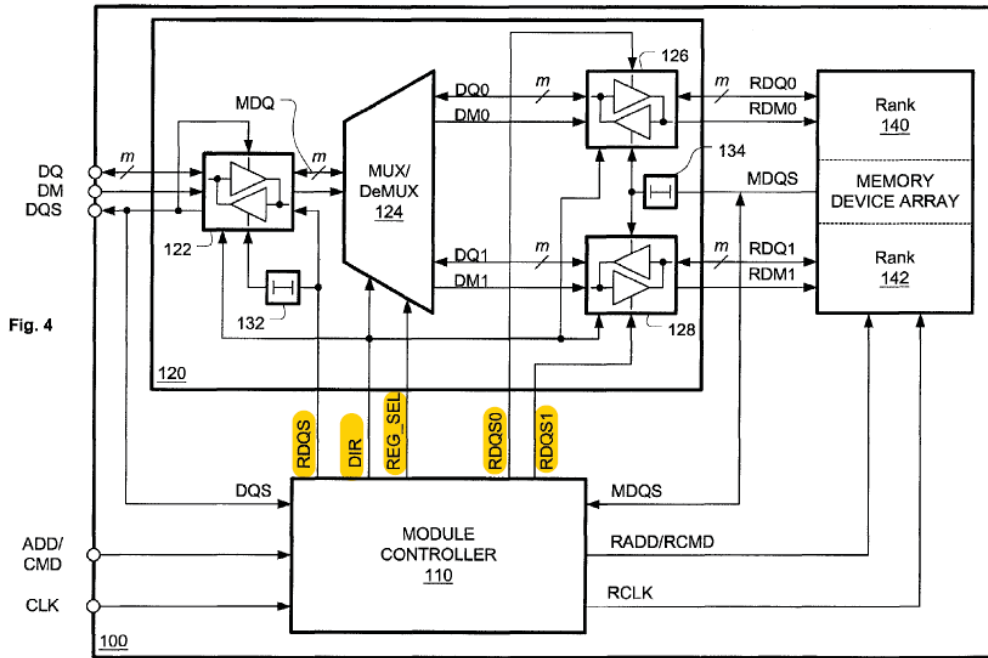 126
MDQ
DQ0
m
m
RDQ0
DM0
RDM0
Rank
140
134
m
m
DQ
MUX/
DeMUX
124
MDQS
MEMORY
DEVICE ARRAY
DM
DQS
122
DQ1
m
m
RDQ1
DM1
RDM1
Rank
142
132
128
Fig. 4
120
RDQS
DIR
REG_SEL
RDQS0
RDQS1
DQS
MDQS
ADD/
CMD
MODULE
CONTROLLER
110
RADD/RCMD
CLK
RCLK
100